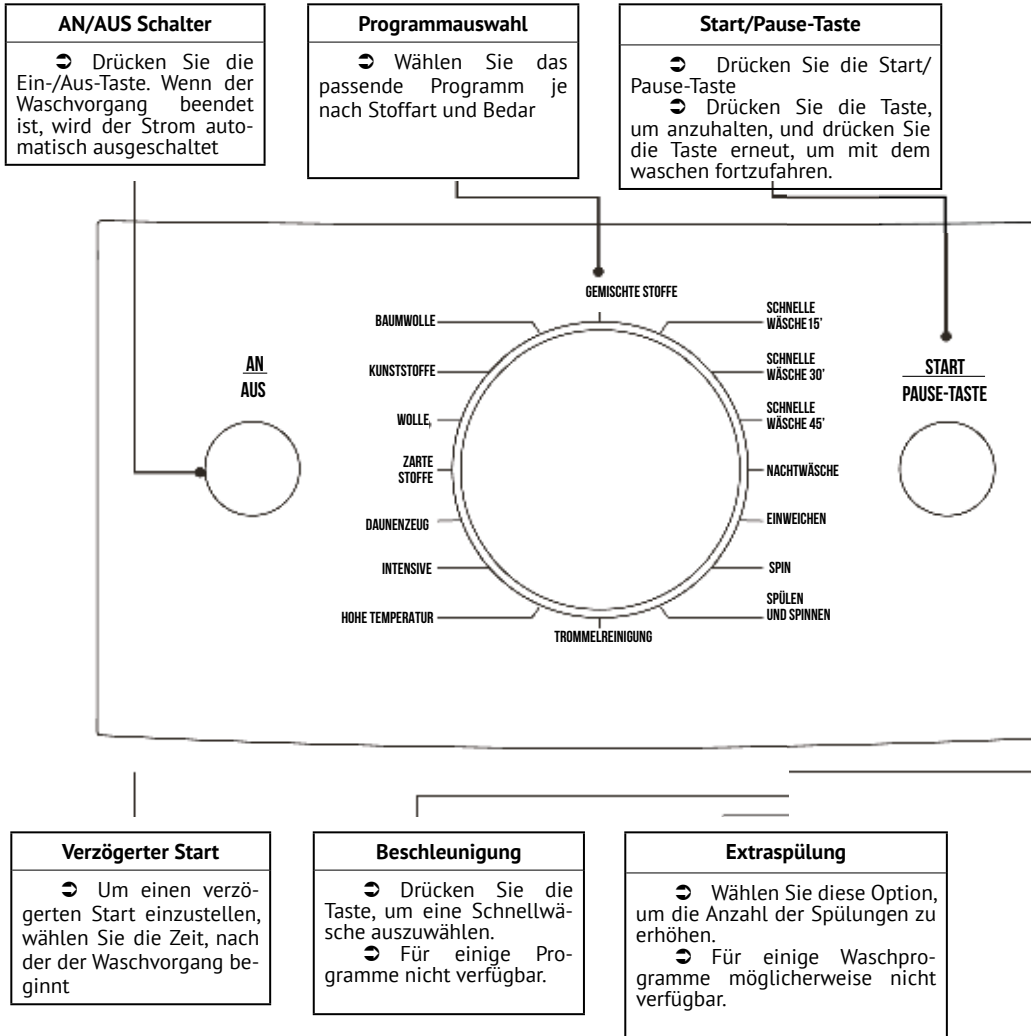 AN/AUS Schalter
➲ Drücken Sie die
Ein-/Aus-Taste. Wenn der
Waschvorgang beendet
ist, wird der Strom auto-
matisch ausgeschaltet
Programmauswahl
➲ Wählen Sie das
passende Programm je
nach Stoffart und Bedar
Start/Pause-Taste
➲ Drücken Sie die Start/
Pause-Taste
➲ Drücken Sie die Taste,
um anzuhalten, und drücken Sie
die Taste erneut, um mit dem
waschen fortzufahren.
AN
AUS
GEMISCHTE STOFFE
BAUMWOLLE
KUNSTSTOFFE
WOLLE,
ZARTE
STOFFE
DAUNENZEUG
INTENSIVE
HOHE TEMPERATUR
TROMMELREINIGUNG
SCHNELLE
WÄSCHE15'
SCHNELLE
WÄSCHE 30'
SCHNELLE
WÄSCHE 45'
NACHTWÄSCHE
EINWEICHEN
SPIN
SPÜLEN
UND SPINNEN
START
PAUSE-TASTE
Verzögerter Start
➲ Um einen verzö-
gerten Start einzustellen,
wählen Sie die Zeit, nach
der der Waschvorgang be-
ginnt
Beschleunigung
➲ Drücken Sie die
Taste, um eine Schnellwä-
sche auszuwählen.
➲ Für einige Pro-
gramme nicht verfügbar.
Extraspülung
➲ Wählen Sie diese Option,
um die Anzahl der Spülungen zu
erhöhen.
➲ Für einige Waschpro-
gramme möglicherweise nicht
verfügbar.